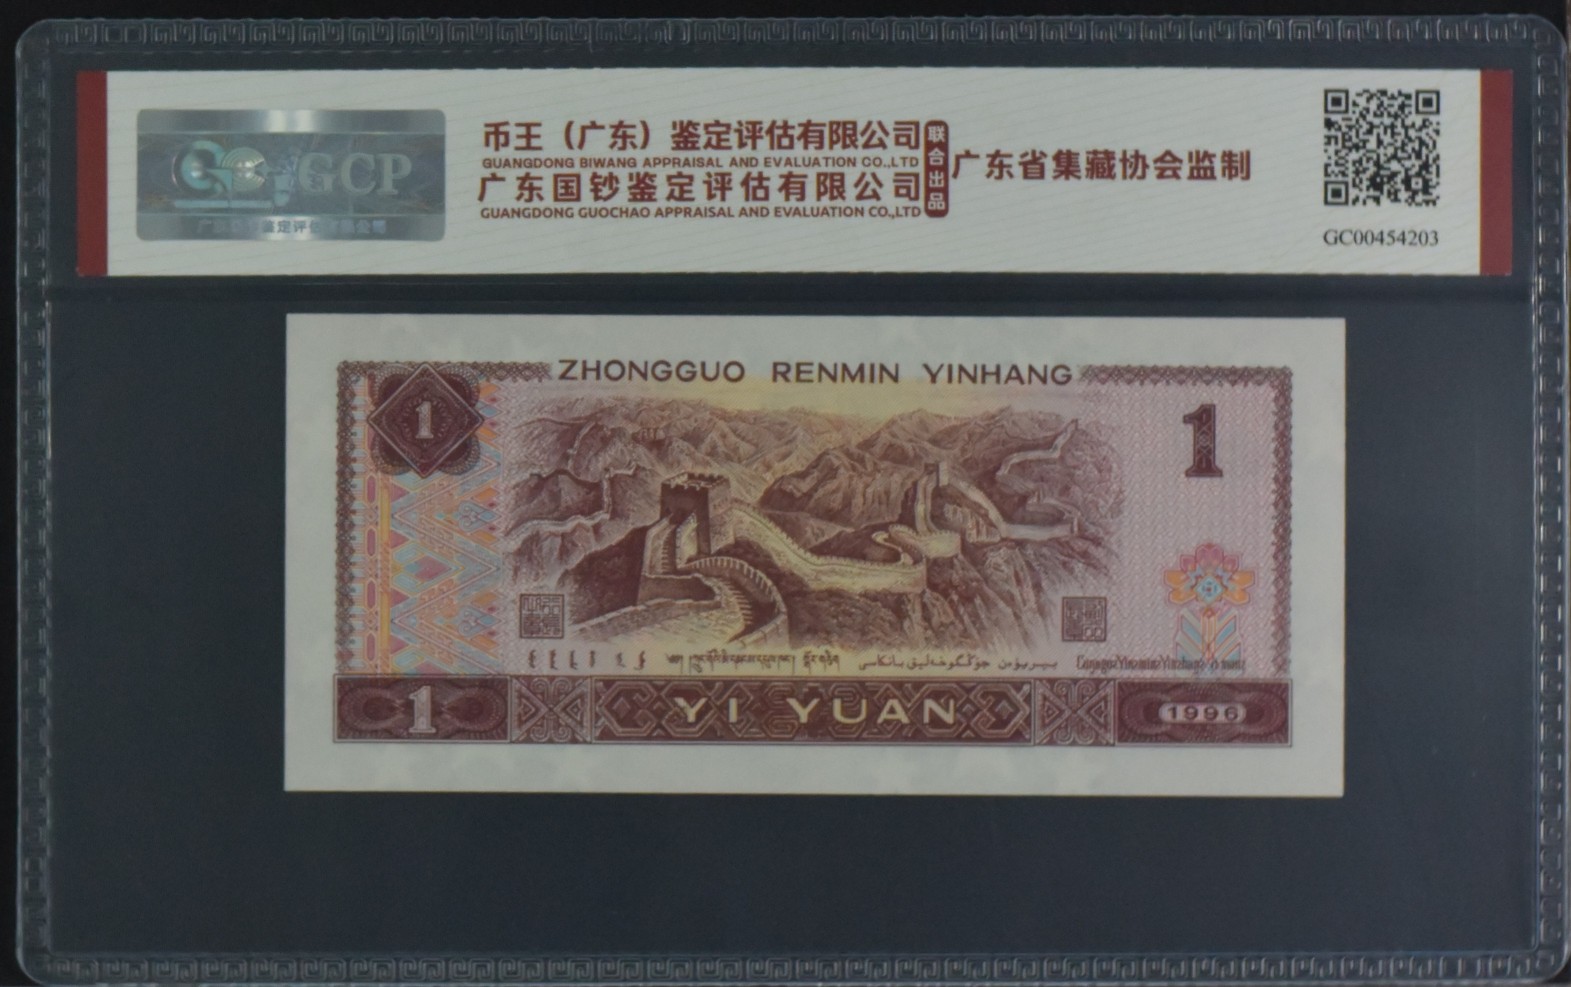 GCP
币王（广东）鉴定评估有限公司
GUANGDONG BIWANG APPRAISAL AND EVALUATION CO.,LTD
广东国钞鉴定评估有限公司
GUANGDONG GUOCHAO APPRAISAL AND EVALUATION CO.,LTD
联合出品
广东省集藏协会监制
GC00454203
ZHONGGUO RENMIN YINHANG
1
1
1
YI YUAN
1996